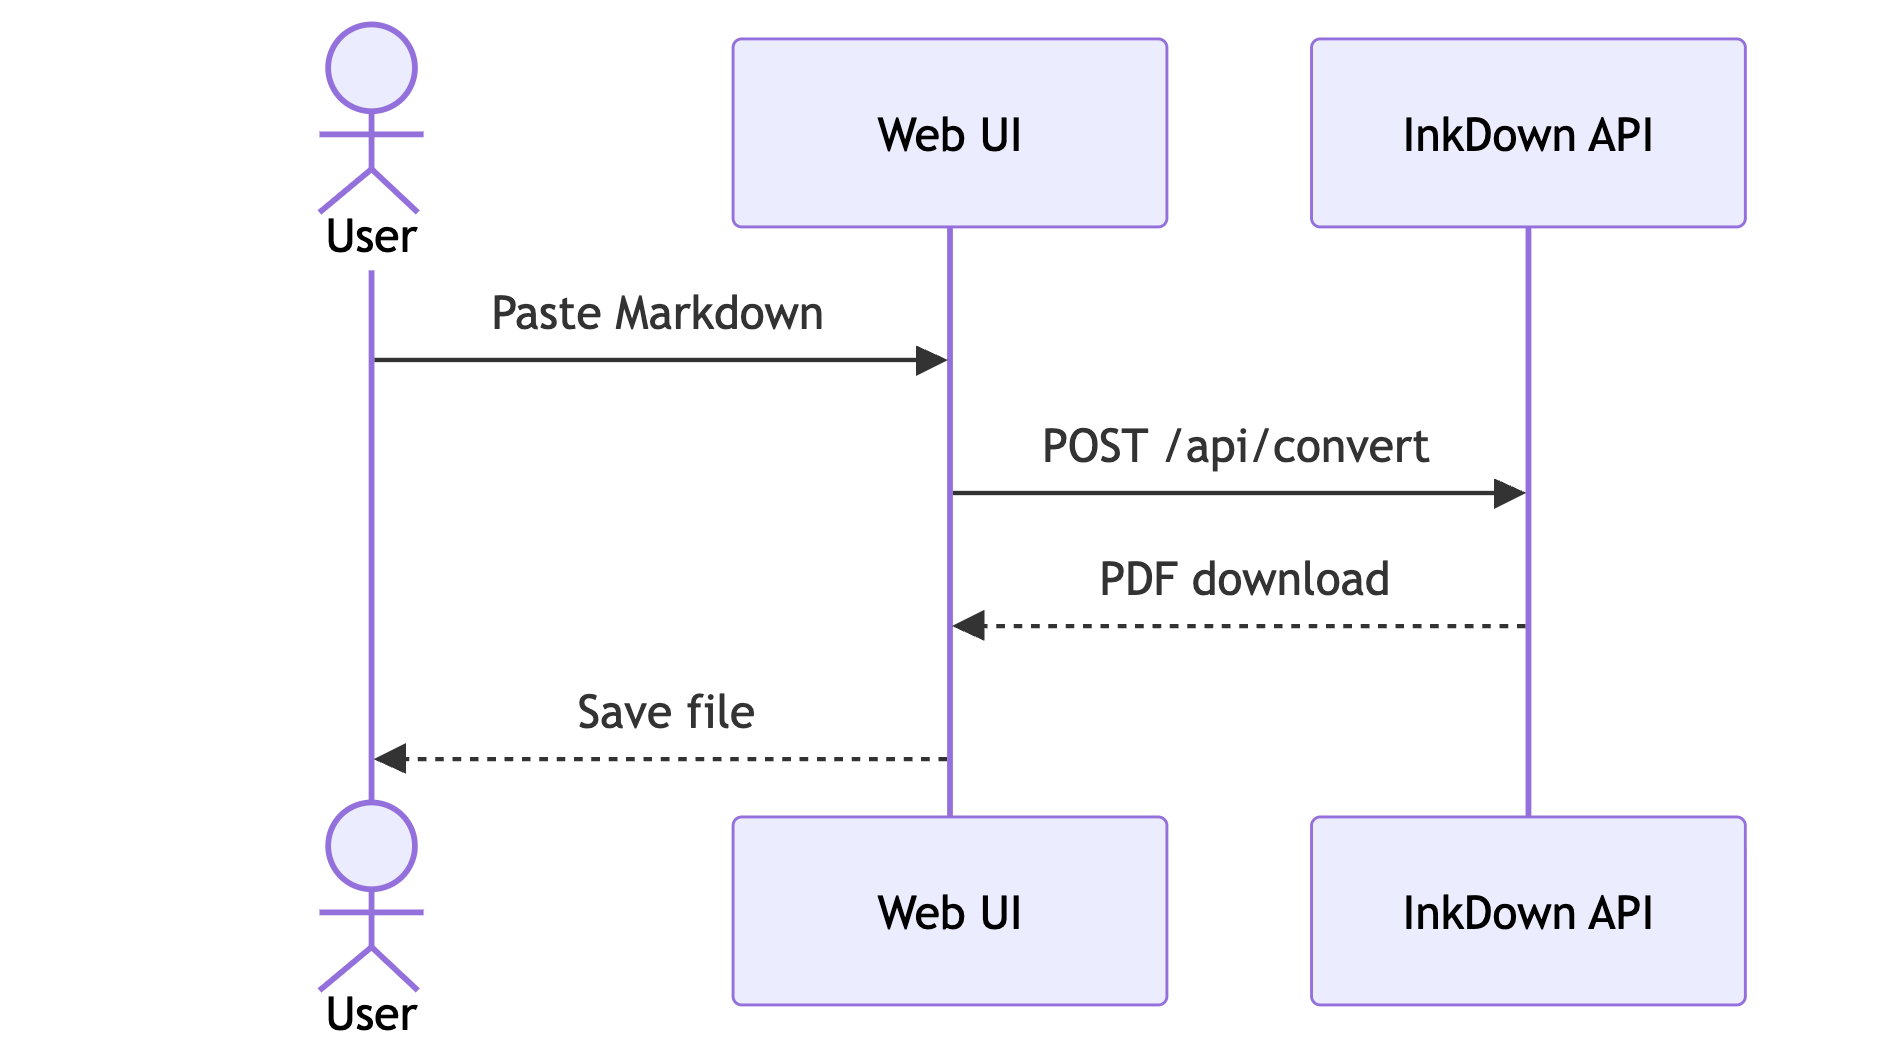 User
Web UI
InkDown API
Paste Markdown
POST /api/convert
PDF download
Save file
User
Web UI
InkDown API